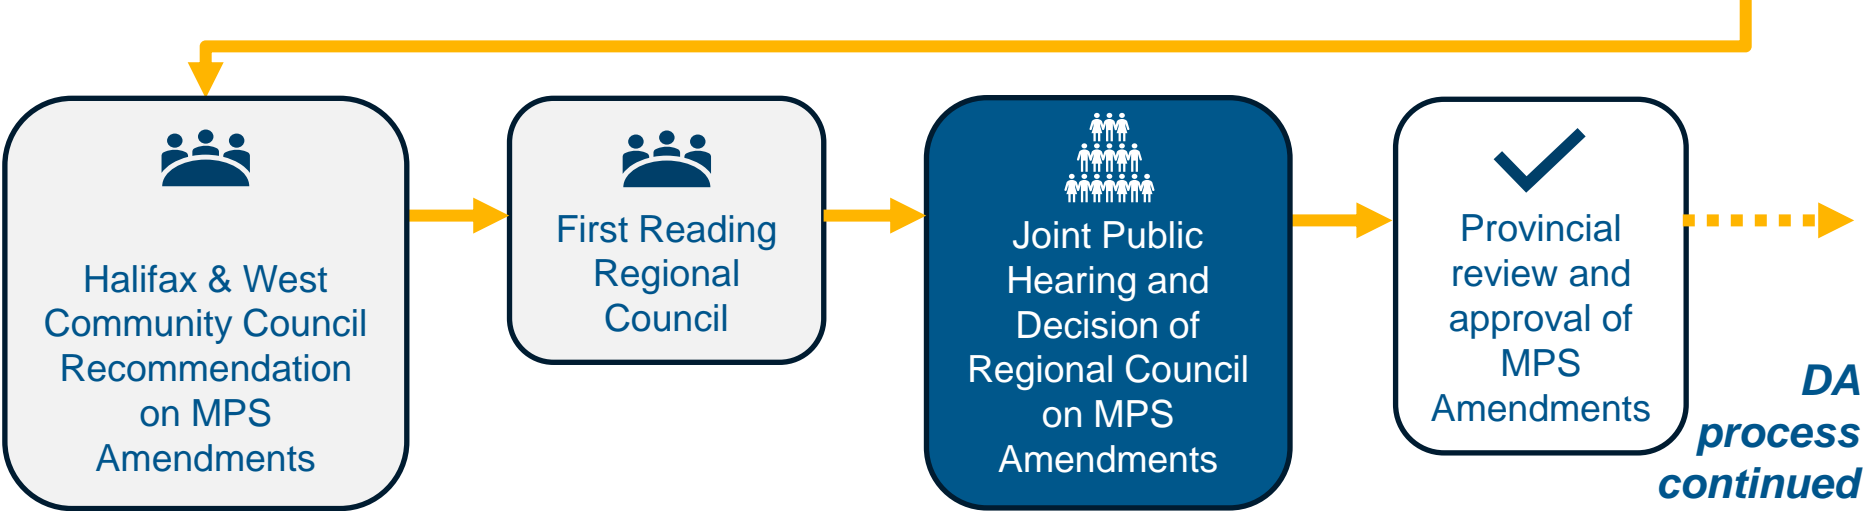 Halifax & West
Community Council
Recommendation
on MPS
Amendments
First Reading
Regional
Council
Joint Public
Hearing and
Decision of
Regional Council
on MPS
Amendments
Provincial
review and
approval of
MPS
Amendments
DA
process
continued